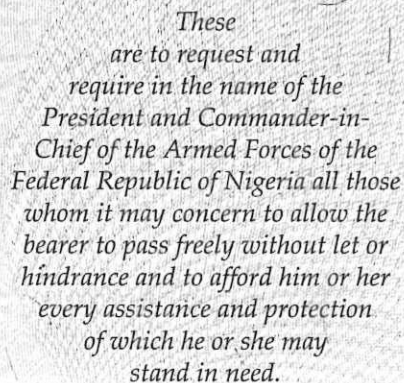 These
are to request and
require in the name of the
President and Commander-in-
Chief of the Armed Forces of the
Federal Republic of Nigeria all those
whom it may concern to allow the
bearer to pass freely without let or
hindrance and to afford him or her
every assistance and protection
of which he or she may
stand in need.